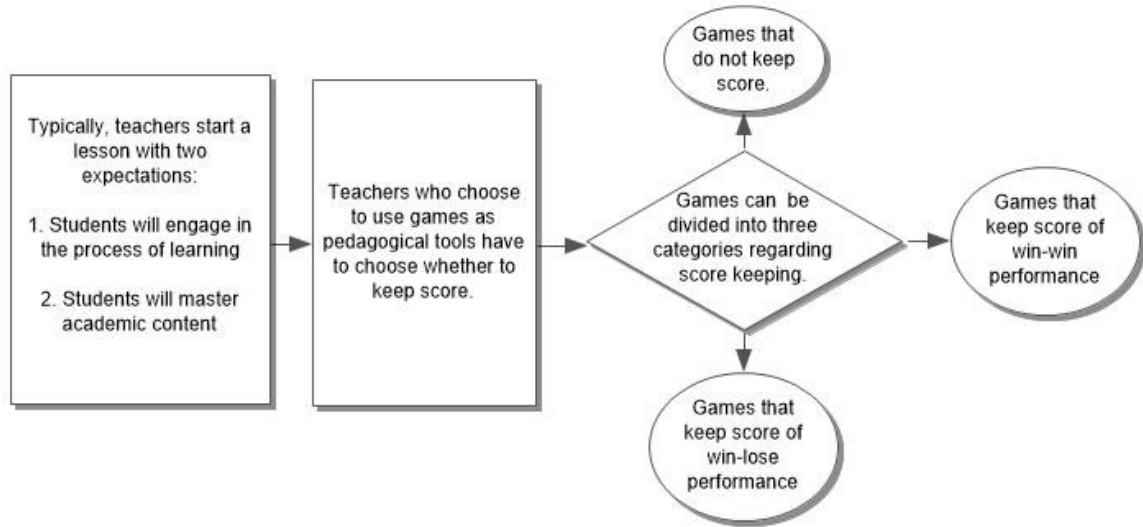 Typically, teachers start a
lesson with two
expectations:
1. Students will engage in
the process of learning
2. Students will master
academic content
Teachers who choose
to use games as
pedagogical tools have
to choose whether to
keep score.
Games can be
divided into three
categories regarding
score keeping.
Games that
do not keep
score.
Games that
keep score of
win-win
performance
Games that
keep score of
win-lose
performance